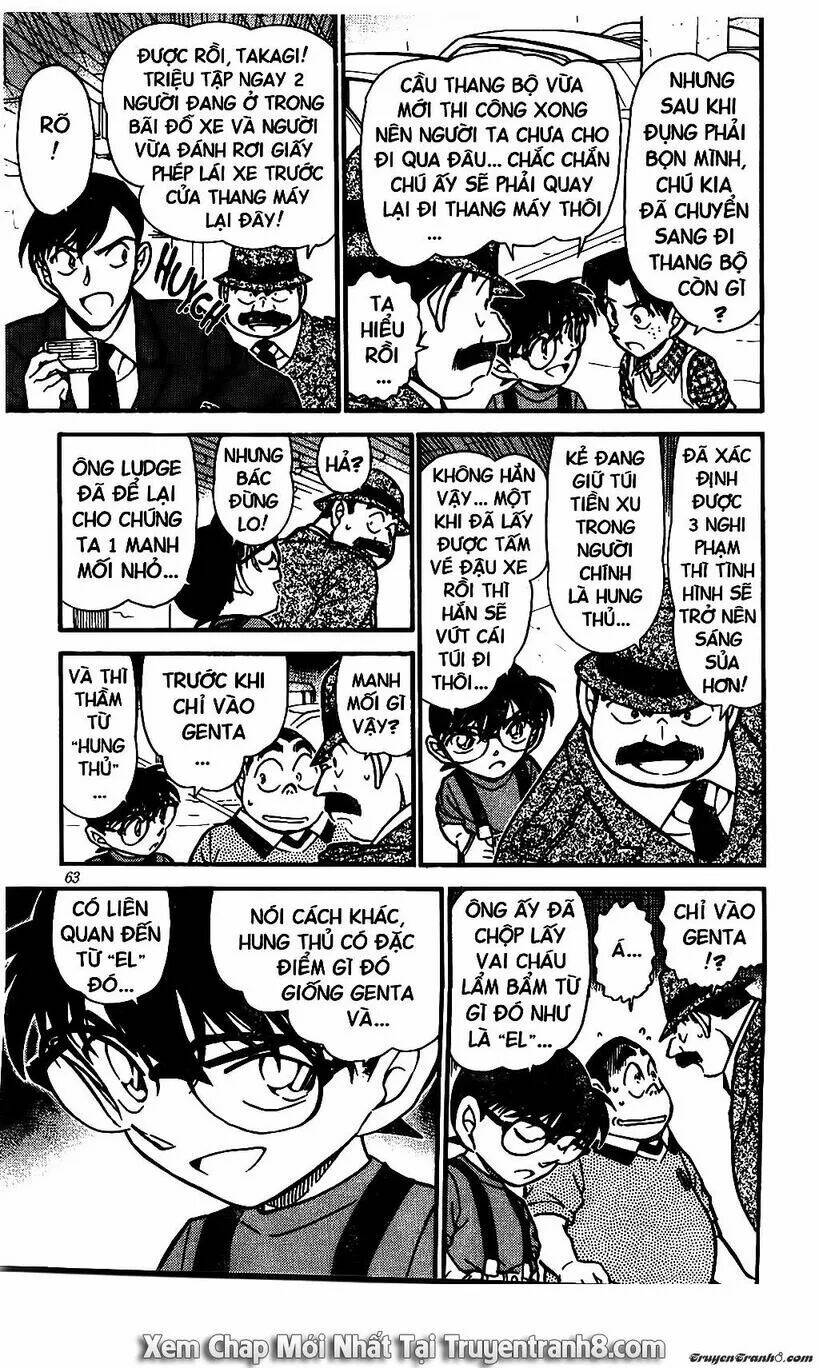 NHƯNG
SAU KHI
ĐỤNG PHẢI
BỌN MÌNH,
CHÚ KIA
ĐÃ CHUYỂN
SANG ĐI
THANG BỘ
CÒN GÌ
?
CẦU THANG BỘ VỪA
MỚI THI CÔNG XONG
NÊN NGƯỜI TA CHƯA CHO
ĐI QUA ĐÂU... CHẮC CHẮN
CHÚ ẤY SẼ PHẢI QUAY
LẠI ĐI THANG MÁY THÔI
...
TA
HIỂU
RỒI
...
ĐƯỢC RỒI, TAKAGI!
TRIỆU TẬP NGAY 2
NGƯỜI ĐANG Ở TRONG
BÃI ĐỖ XE VÀ NGƯỜI
VỪA ĐÁNH RƠI GIẤY
PHÉP LÁI XE TRƯỚC
CỬA THANG MÁY
LẠI ĐÂY!
RÕ
!
HUỴCH
ĐÃ XÁC
ĐỊNH
ĐƯỢC
3 NGHI
PHẠM
THÌ TÌNH
HÌNH SẼ
TRỞ NÊN
SÁNG
SỦA
HƠN!
KẺ ĐANG
GIỮ TÚI
TIỀN XU
TRONG
NGƯỜI
CHÍNH
LÀ HUNG
THỦ...
KHÔNG HẲN
VẬY... MỘT
KHI ĐÃ LẤY
ĐƯỢC TẤM
VÉ ĐẬU XE
RỒI THÌ
HẮN SẼ
VỨT CÁI
TÚI ĐI
THÔI...
HẢ?
NHƯNG
BÁC
ĐỪNG
LO!
ÔNG LUDGE
ĐÃ ĐỂ LẠI
CHO CHÚNG
TA 1 MANH
MỐI NHỎ...
MANH
MỐI GÌ
VẬY?
TRƯỚC KHI
CHỈ VÀO
GENTA
...
VÀ THÌ
THẦM
TỪ
"HUNG
THỦ"
...
63
CHỈ VÀO
GENTA
!?
Á...
ÔNG ẤY ĐÃ
CHỘP LẤY
VAI CHÁU
LẨM BẨM TỪ
GÌ ĐÓ NHƯ
LÀ "EL"...
NÓI CÁCH KHÁC,
HUNG THỦ CÓ ĐẶC
ĐIỂM GÌ ĐÓ
GIỐNG GENTA
VÀ...
CÓ LIÊN
QUAN ĐẾN
TỪ "EL"
ĐÓ...
Xem Chap Mới Nhất Tại Truyentranh8.com
TruyenTranh8.com